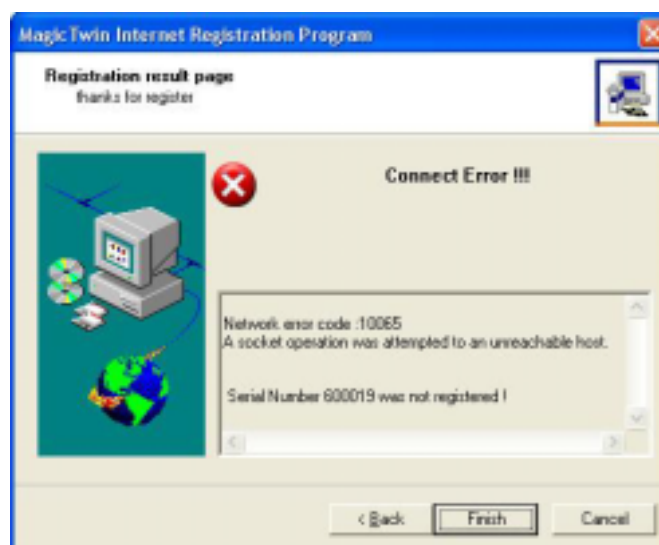 MagicTwin Internet Registration Program
Registration result page
thanks for register
Connect Error !!!
Network error code :10065
A socket operation was attempted to an unreachable host.
Serial Number 600019 was not registered !
< Back
Finish
Cancel